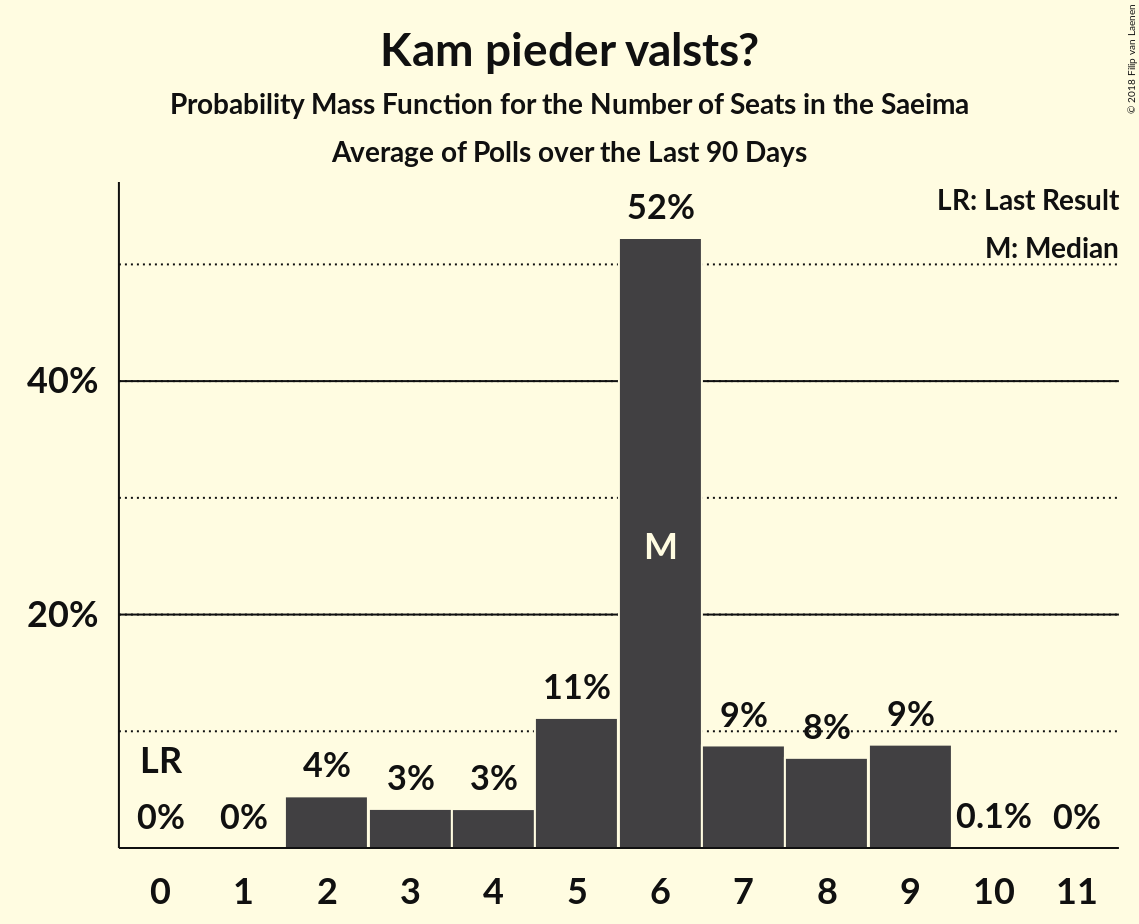 Kam pieder valsts?
Probability Mass Function for the Number of Seats in the Saeima
Average of Polls over the Last 90 Days
© 2018 Filip van Laenen
LR: Last Result
M: Median
52%
40%
M
20%
11%
9%
8%
9%
LR
4%
3%
3%
0%
0%
0.1%
0%
0 1 2 3 4 5 6 7 8 9 10 11